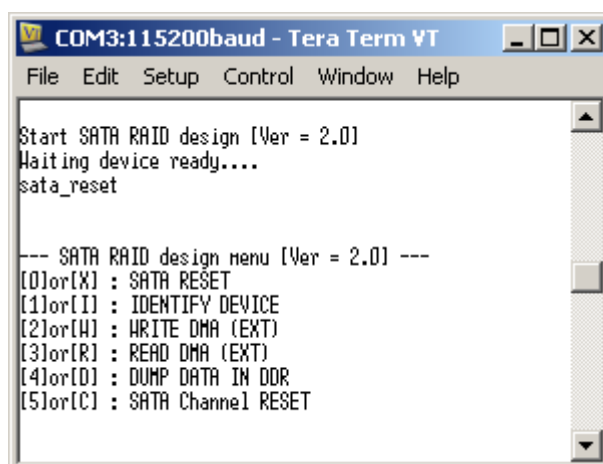 COM3:115200baud - Tera Term VT
File Edit Setup Control Window Help
Start SATA RAID design [Ver = 2.0]
Waiting device ready....
sata_reset
--- SATA RAID design menu [Ver = 2.0] ---
[0]or[X] : SATA RESET
[1]or[I] : IDENTIFY DEVICE
[2]or[W] : WRITE DMA (EXT)
[3]or[R] : READ DMA (EXT)
[4]or[D] : DUMP DATA IN DDR
[5]or[C] : SATA Channel RESET